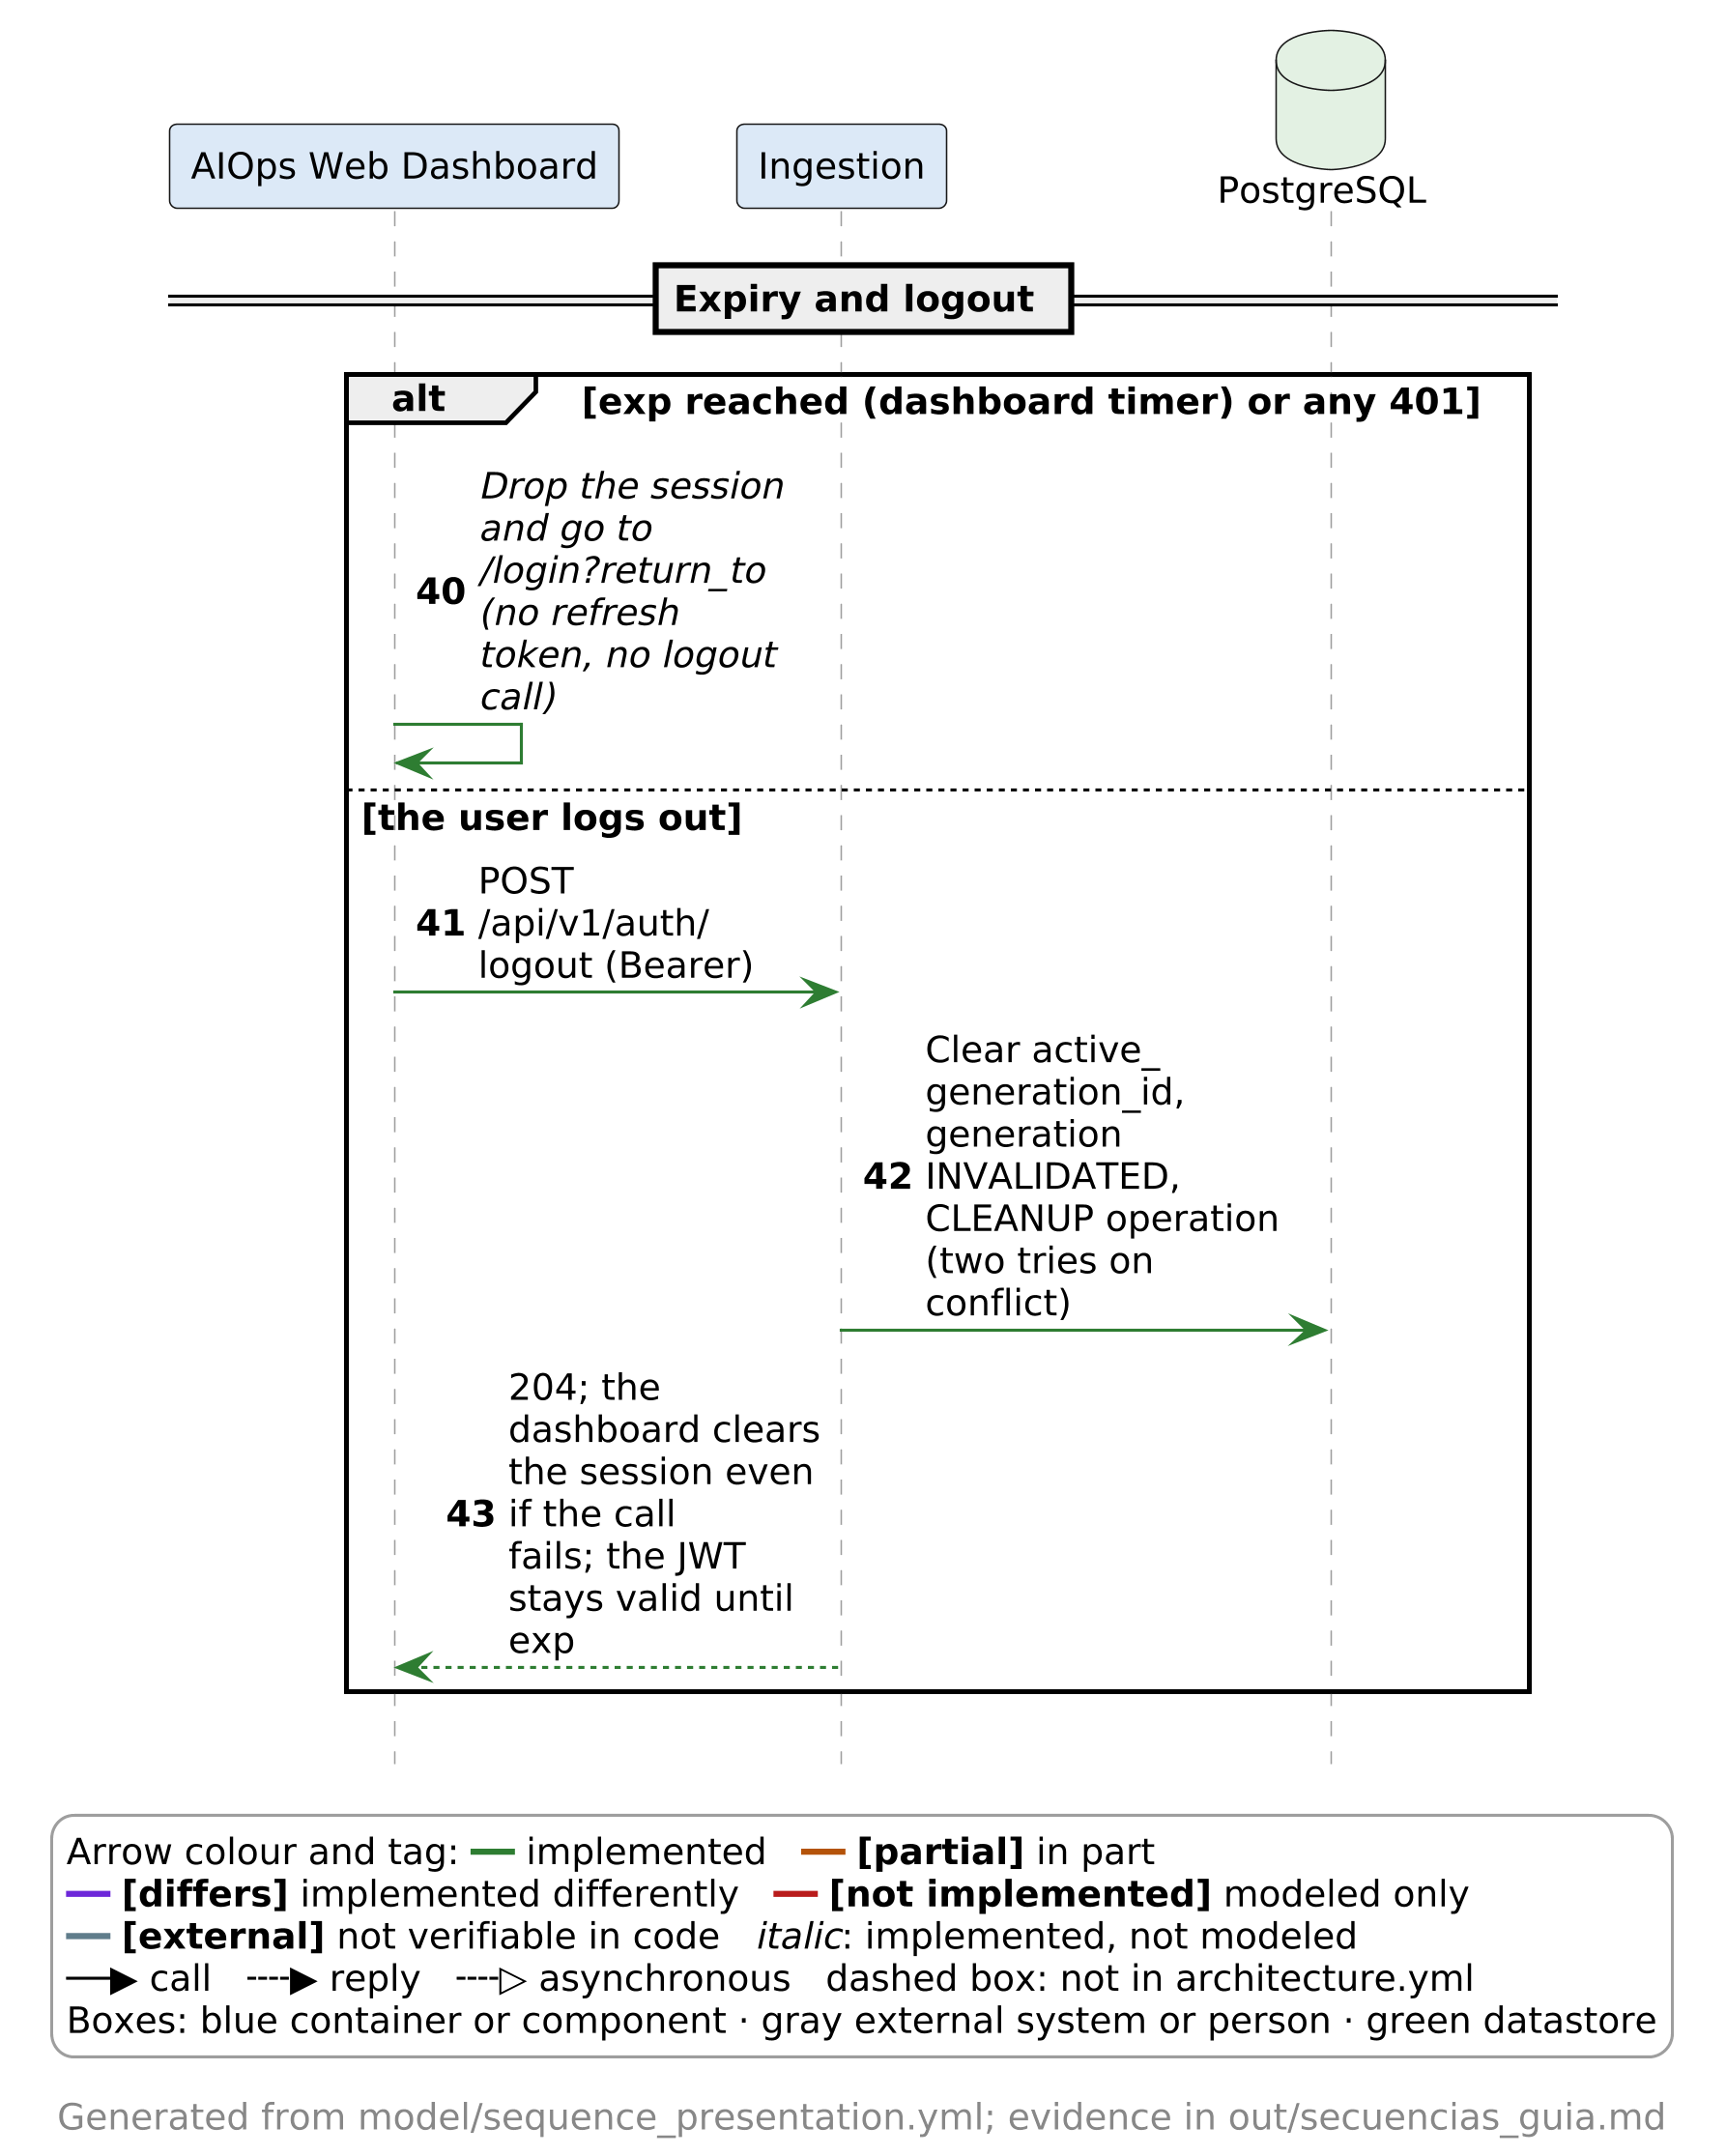 AIOps Web Dashboard
Ingestion
PostgreSQL
Expiry and logout
alt
[exp reached (dashboard timer) or any 401]
Drop the session
and go to
/login?return_to
40
(no refresh
token, no logout
call)
[the user logs out]
POST
41 /api/v1/auth/
logout (Bearer)
Clear active_
generation_id,
generation
42 INVALIDATED,
CLEANUP operation
(two tries on
conflict)
204; the
dashboard clears
the session even
43 if the call
fails; the JWT
stays valid until
exp
Arrow colour and tag: implemented [partial] in part
[differs] implemented differently [not implemented] modeled only
[external] not verifiable in code italic: implemented, not modeled
call reply asynchronous dashed box: not in architecture.yml
Boxes: blue container or component · gray external system or person · green datastore
Generated from model/sequence_presentation.yml; evidence in out/secuencias_guia.md